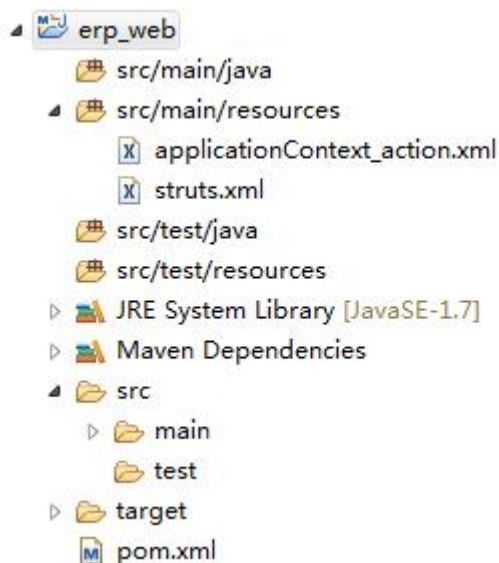 erp_web
src/main/java
src/main/resources
applicationContext_action.xml
struts.xml
src/test/java
src/test/resources
JRE System Library [JavaSE-1.7]
Maven Dependencies
src
main
test
target
pom.xml